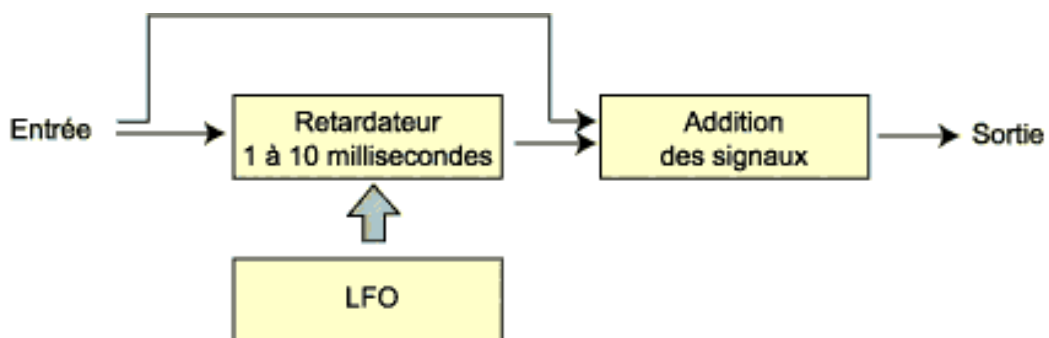 Entrée
Retardateur
1 à 10 millisecondes
Addition
des signaux
Sortie
LFO